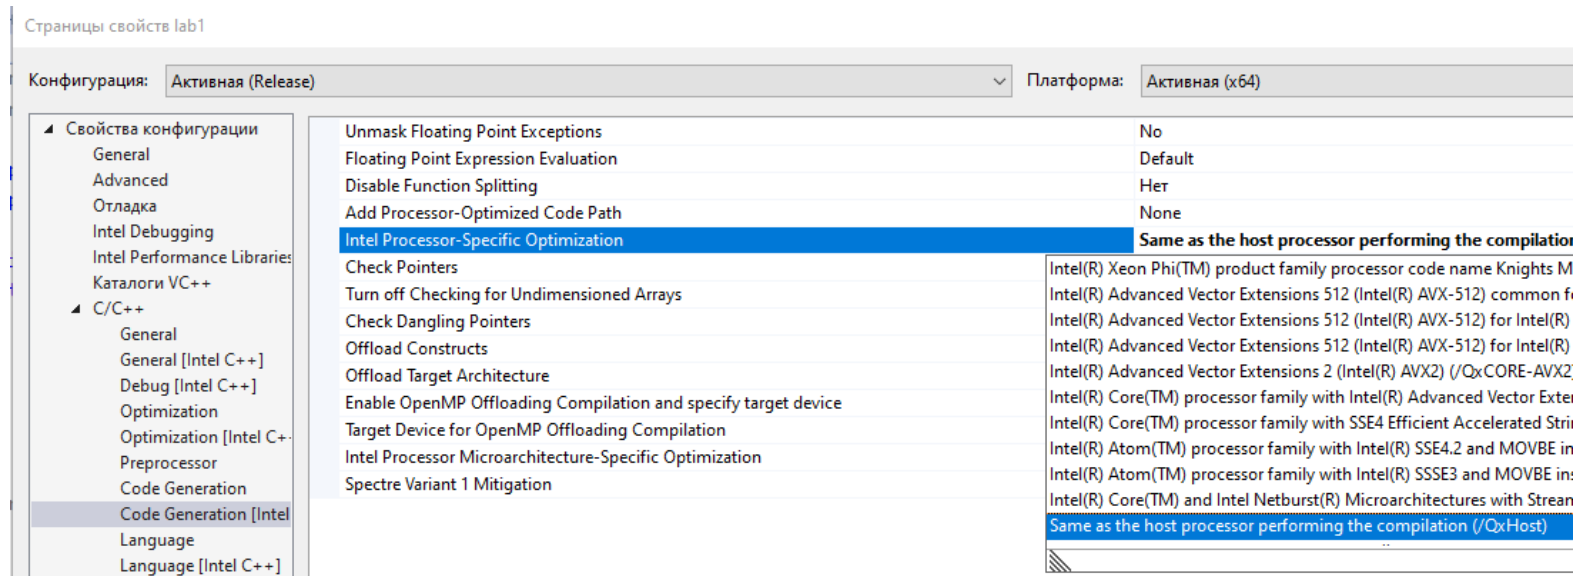 Страницы свойств lab1
Конфигурация: Активная (Release) Платформа: Активная (x64)
Свойства конфигурации
General
Advanced
Отладка
Intel Debugging
Intel Performance Libraries
Каталоги VC++
C/C++
General
General [Intel C++]
Debug [Intel C++]
Optimization
Optimization [Intel C+
Preprocessor
Code Generation
Code Generation [Intel
Language
Language [Intel C++]
Unmask Floating Point Exceptions No
Floating Point Expression Evaluation Default
Disable Function Splitting Нет
Add Processor-Optimized Code Path None
Intel Processor-Specific Optimization Same as the host processor performing the compilation
Check Pointers
Turn off Checking for Undimensioned Arrays
Check Dangling Pointers
Offload Constructs
Offload Target Architecture
Enable OpenMP Offloading Compilation and specify target device
Target Device for OpenMP Offloading Compilation
Intel Processor Microarchitecture-Specific Optimization
Spectre Variant 1 Mitigation
Intel(R) Xeon Phi(TM) product family processor code name Knights M
Intel(R) Advanced Vector Extensions 512 (Intel(R) AVX-512) common f
Intel(R) Advanced Vector Extensions 512 (Intel(R) AVX-512) for Intel(R)
Intel(R) Advanced Vector Extensions 512 (Intel(R) AVX-512) for Intel(R)
Intel(R) Advanced Vector Extensions 2 (Intel(R) AVX2) (/QxCORE-AVX2)
Intel(R) Core(TM) processor family with Intel(R) Advanced Vector Exte
Intel(R) Core(TM) processor family with SSE4 Efficient Accelerated Stri
Intel(R) Atom(TM) processor family with Intel(R) SSE4.2 and MOVBE in
Intel(R) Atom(TM) processor family with Intel(R) SSSE3 and MOVBE ins
Intel(R) Core(TM) and Intel Netburst(R) Microarchitectures with Strean
Same as the host processor performing the compilation (/QxHost)